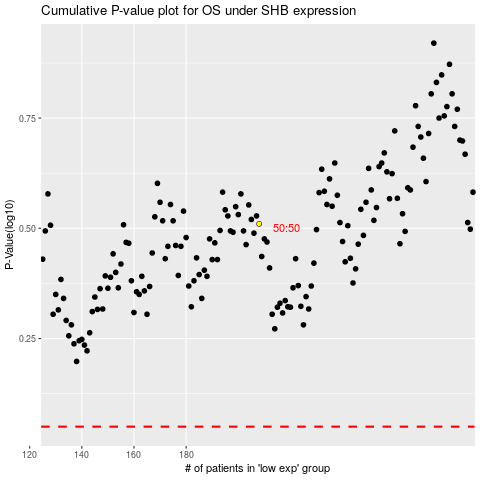 Cumulative P-value plot for OS under SHB expression
P-Value(log10)
0.75
0.50
0.25
50:50
120 140 160 180
# of patients in 'low exp' group